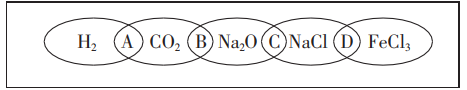 H₂ A CO₂ B Na₂O C NaCl D FeCl₃